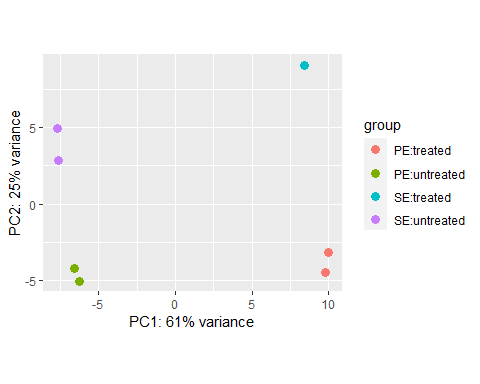 PC2: 25% variance
5
0
-5
-5
0
5
10
PC1: 61% variance
group
PE:treated
PE:untreated
SE:treated
SE:untreated